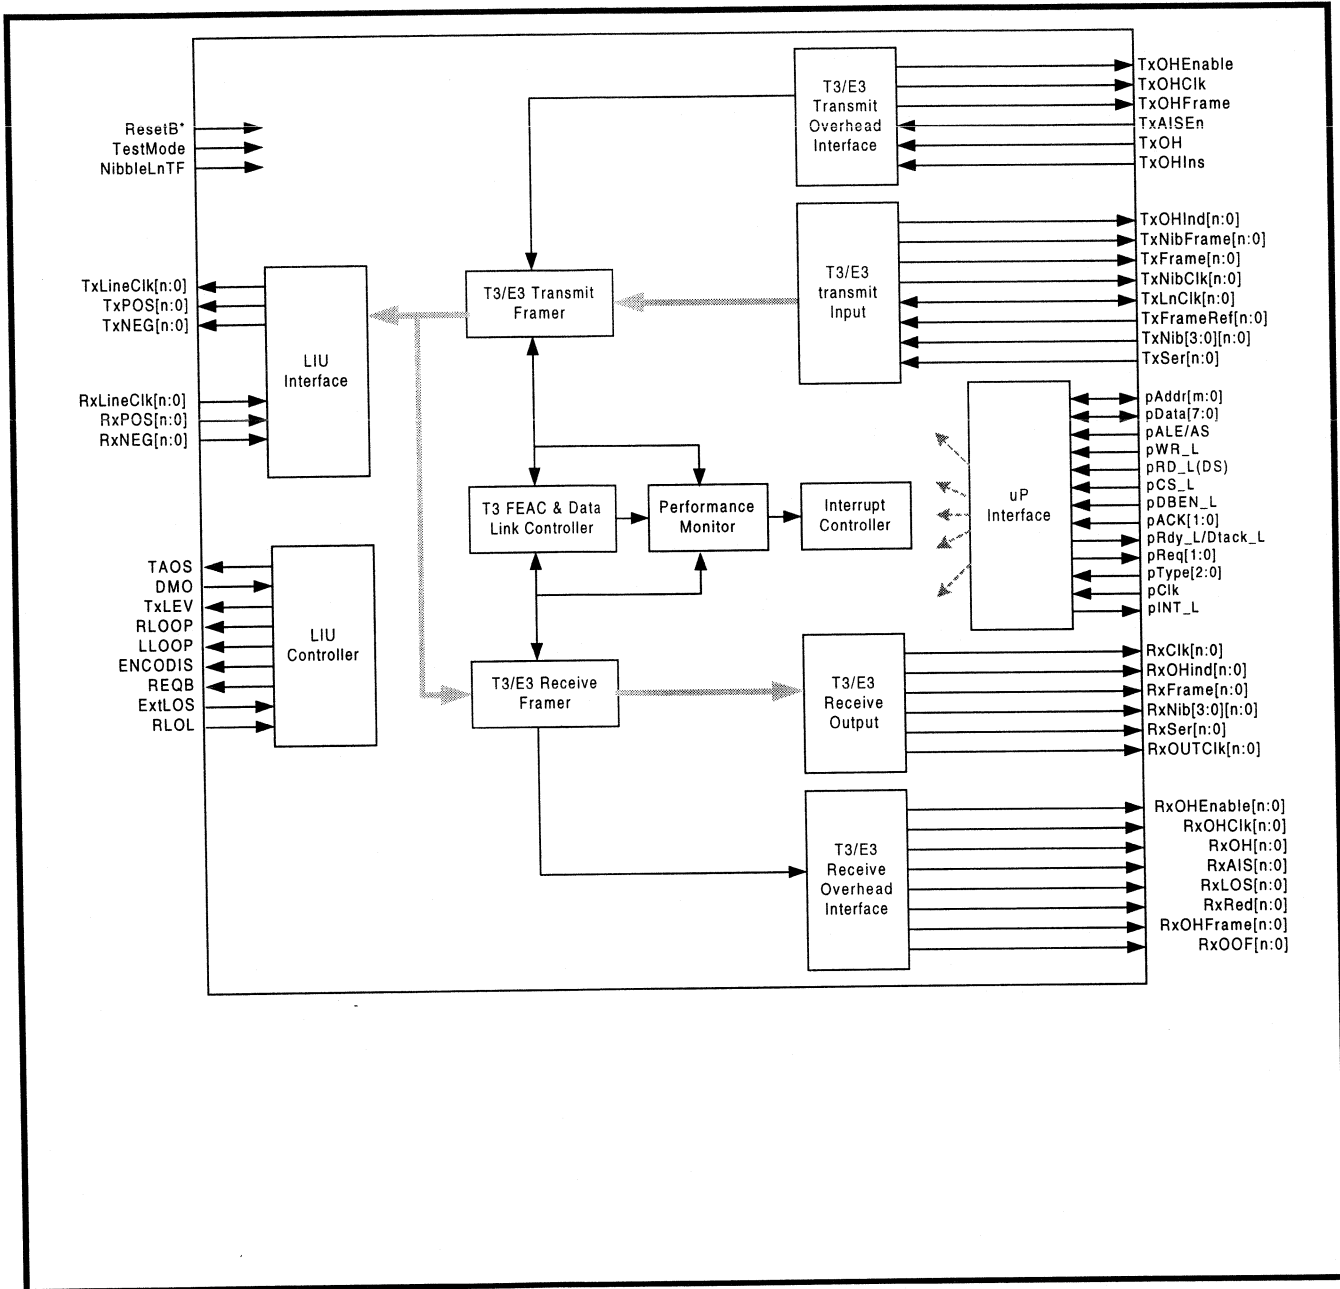 ResetB*
TestMode
NibbleLnTF
TxLineClk[n:0]
TxPOS[n:0]
TxNEG[n:0]
RxLineClk[n:0]
RxPOS[n:0]
RxNEG[n:0]
TAOS
DMO
TxLEV
RLOOP
LLOOP
ENCODIS
REQB
ExtLOS
RLOL
LIU
Interface
LIU
Controller
T3/E3 Transmit
Framer
T3 FEAC & Data
Link Controller
Performance
Monitor
Interrupt
Controller
T3/E3 Receive
Framer
T3/E3
Transmit
Overhead
Interface
T3/E3
transmit
Input
uP
Interface
T3/E3
Receive
Output
T3/E3
Receive
Overhead
Interface
TxOHEnable
TxOHClk
TxOHFrame
TxAISEn
TxOH
TxOHIns
TxOHInd[n:0]
TxNibFrame[n:0]
TxFrame[n:0]
TxNibClk[n:0]
TxLnClk[n:0]
TxFrameRef[n:0]
TxNib[3:0][n:0]
TxSer[n:0]
pAddr[m:0]
pData[7:0]
pALE/AS
pWR_L
pRD_L(DS)
pCS_L
pDBEN_L
pACK[1:0]
pRdy_L/Dtack_L
pReq[1:0]
pType[2:0]
pClk
pINT_L
RxClk[n:0]
RxOHind[n:0]
RxFrame[n:0]
RxNib[3:0][n:0]
RxSer[n:0]
RxOUTClk[n:0]
RxOHEnable[n:0]
RxOHClk[n:0]
RxOH[n:0]
RxAIS[n:0]
RxLOS[n:0]
RxRed[n:0]
RxOHFrame[n:0]
RxOOF[n:0]